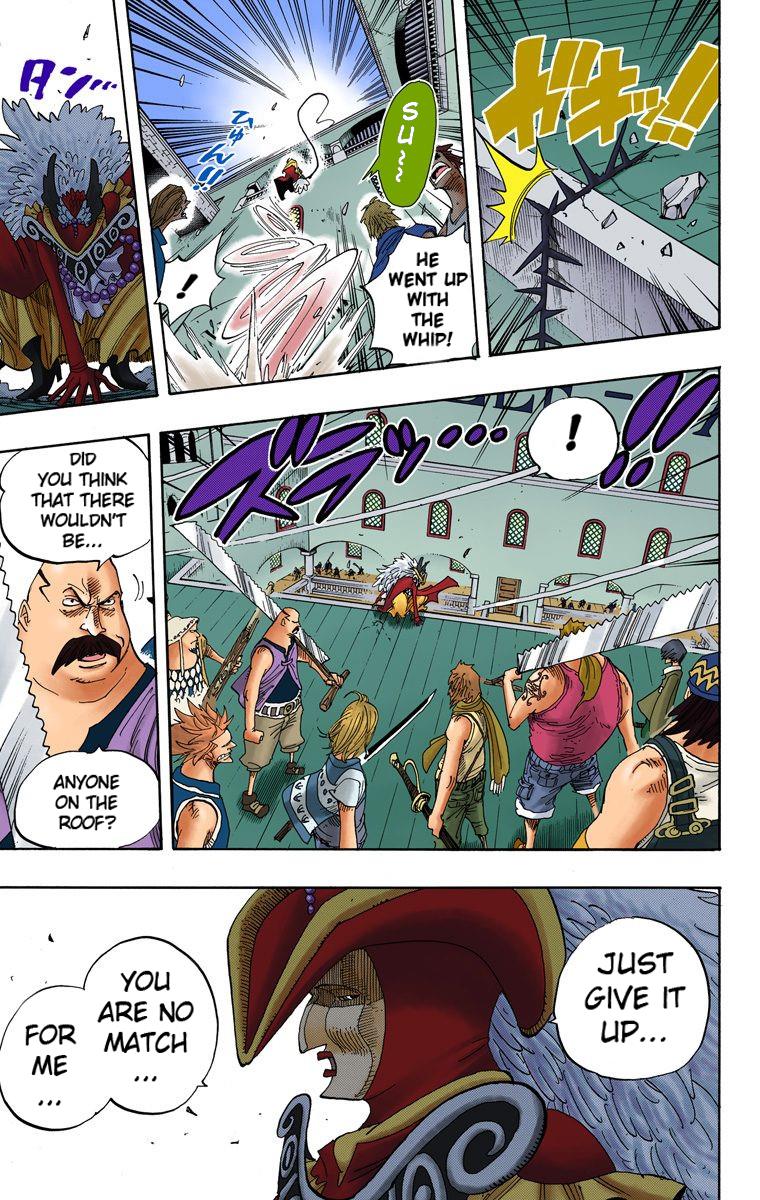 ガキッ!!
SU~~
HE
WENT UP
WITH
THE
WHIP!
ひゅん!!
!
タン…
!
ズラッ…!!
DID
YOU THINK
THAT THERE
WOULDN'T
BE...
ANYONE
ON THE
ROOF?
JUST
GIVE IT
UP...
YOU
ARE NO
MATCH
...
FOR
ME
...